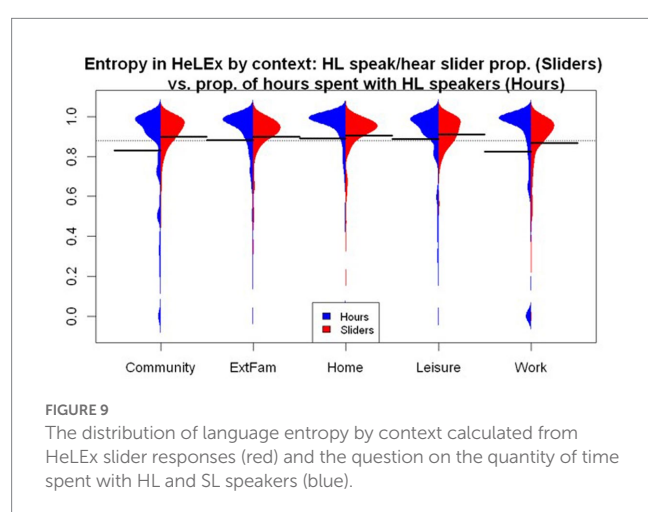 Entropy in HeLEx by context: HL speak/hear slider prop. (Sliders)
vs. prop. of hours spent with HL speakers (Hours)
1.0
0.8
0.6
0.4
0.2
0.0
Hours
Sliders
Community ExtFam Home Leisure Work
FIGURE 9
The distribution of language entropy by context calculated from
HeLEx slider responses (red) and the question on the quantity of time
spent with HL and SL speakers (blue).